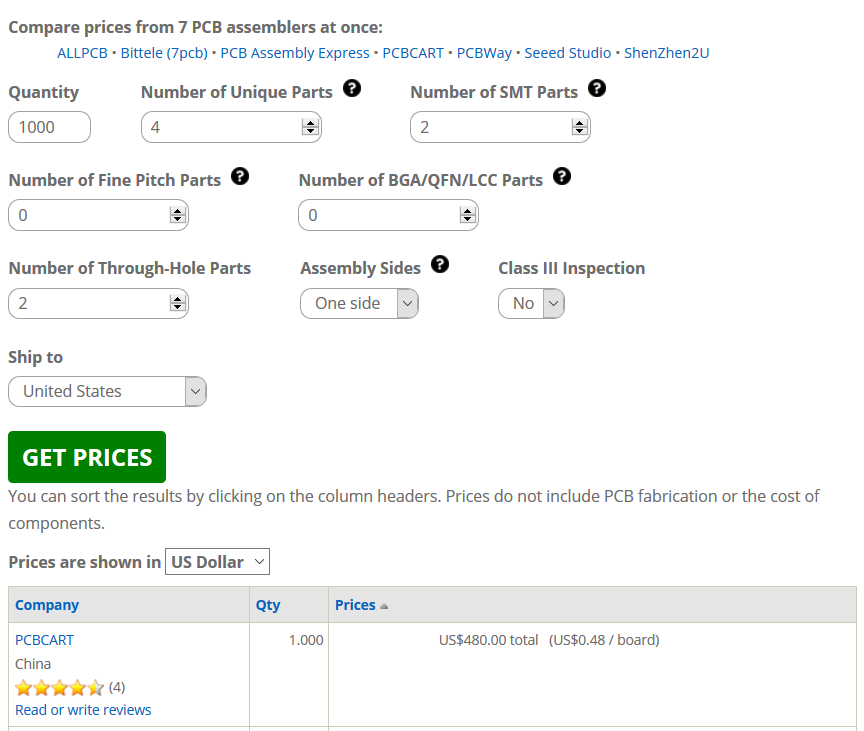 Compare prices from 7 PCB assemblers at once:
ALLPCB • Bittele (7pcb) • PCB Assembly Express • PCBCART • PCBWay • Seeed Studio • ShenZhen2U
Quantity Number of Unique Parts ? Number of SMT Parts ?
1000 4 2
Number of Fine Pitch Parts ? Number of BGA/QFN/LCC Parts ?
0 0
Number of Through-Hole Parts Assembly Sides ? Class III Inspection
2 One side No
Ship to
United States
GET PRICES
You can sort the results by clicking on the column headers. Prices do not include PCB fabrication or the cost of
components.
Prices are shown in US Dollar
Company Qty Prices
PCBCART 1.000 US$480.00 total (US$0.48 / board)
China
(4)
Read or write reviews